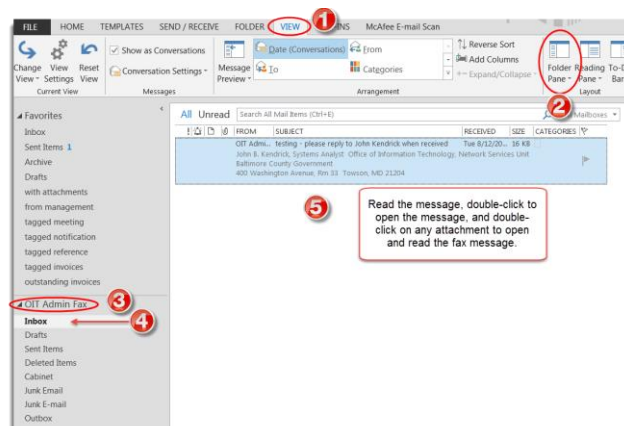 FILE HOME TEMPLATES SEND / RECEIVE FOLDER VIEW INS McAfee E-mail Scan
1
Change View
View Settings
Reset View
Current View
Show as Conversations
Conversation Settings
Messages
Message Preview
Date (Conversations) From
To Categories
Reverse Sort
Add Columns
Expand/Collapse
Arrangement
Folder Pane
Reading Pane
To-D Bar
Layout
2
Favorites
Inbox
Sent Items 1
Archive
Drafts
with attachments
from management
tagged meeting
tagged notification
tagged reference
tagged invoices
outstanding invoices
All Unread Search All Mail Items (Ctrl+E) Mailboxes
FROM SUBJECT RECEIVED SIZE CATEGORIES
OIT Admi... testing - please reply to John Kendrick when received Tue 8/12/20... 16 KB
John B. Kendrick, Systems Analyst Office of Information Technology, Network Services Unit
Baltimore County Government
400 Washington Avenue, Rm 33 Towson, MD 21204
5
Read the message, double-click to
open the message, and double-
click on any attachment to open
and read the fax message.
OIT Admin Fax 3
Inbox 4
Drafts
Sent Items
Deleted Items
Cabinet
Junk Email
Junk E-mail
Outbox